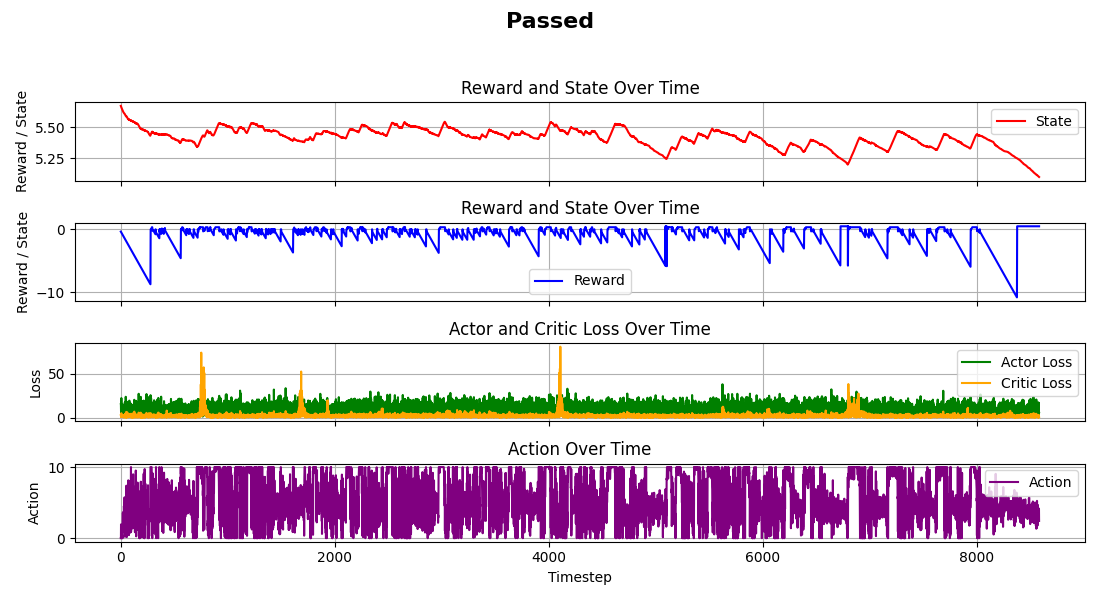 Passed
Reward and State Over Time
Reward / State
5.50
5.25
State
Reward and State Over Time
Reward / State
0
−10
Reward
Actor and Critic Loss Over Time
Loss
50
0
Actor Loss
Critic Loss
Action Over Time
Action
10
0
Action
0 2000 4000 6000 8000
Timestep